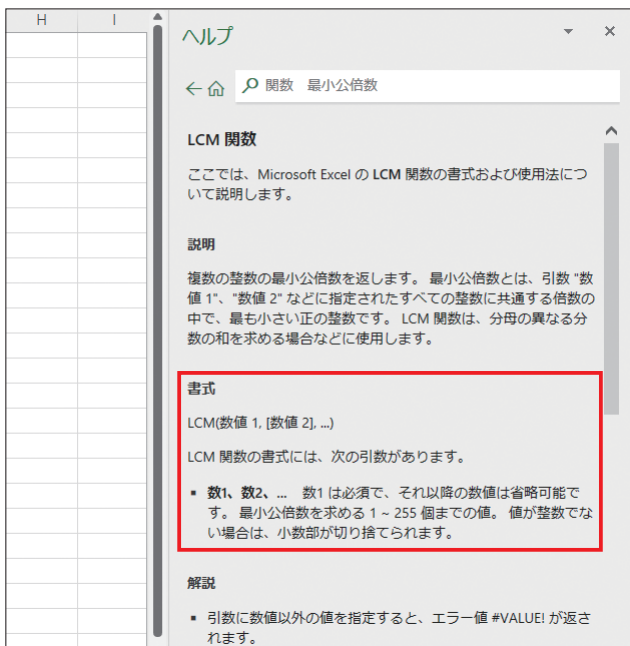 H I
ヘルプ
関数 最小公倍数
LCM 関数
ここでは、Microsoft Excel の LCM 関数の書式および使用法につ
いて説明します。
説明
複数の整数の最小公倍数を返します。 最小公倍数とは、引数 "数
値 1"、"数値 2" などに指定されたすべての整数に共通する倍数の
中で、最も小さい正の整数です。 LCM 関数は、分母の異なる分
数の和を求める場合などに使用します。
書式
LCM(数値 1, [数値 2], ...)
LCM 関数の書式には、次の引数があります。
▪ 数1、数2、... 数1 は必須で、それ以降の数値は省略可能で
す。 最小公倍数を求める 1 ~ 255 個までの値。 値が整数でな
い場合は、小数部が切り捨てられます。
解説
▪ 引数に数値以外の値を指定すると、エラー値 #VALUE! が返さ
れます。